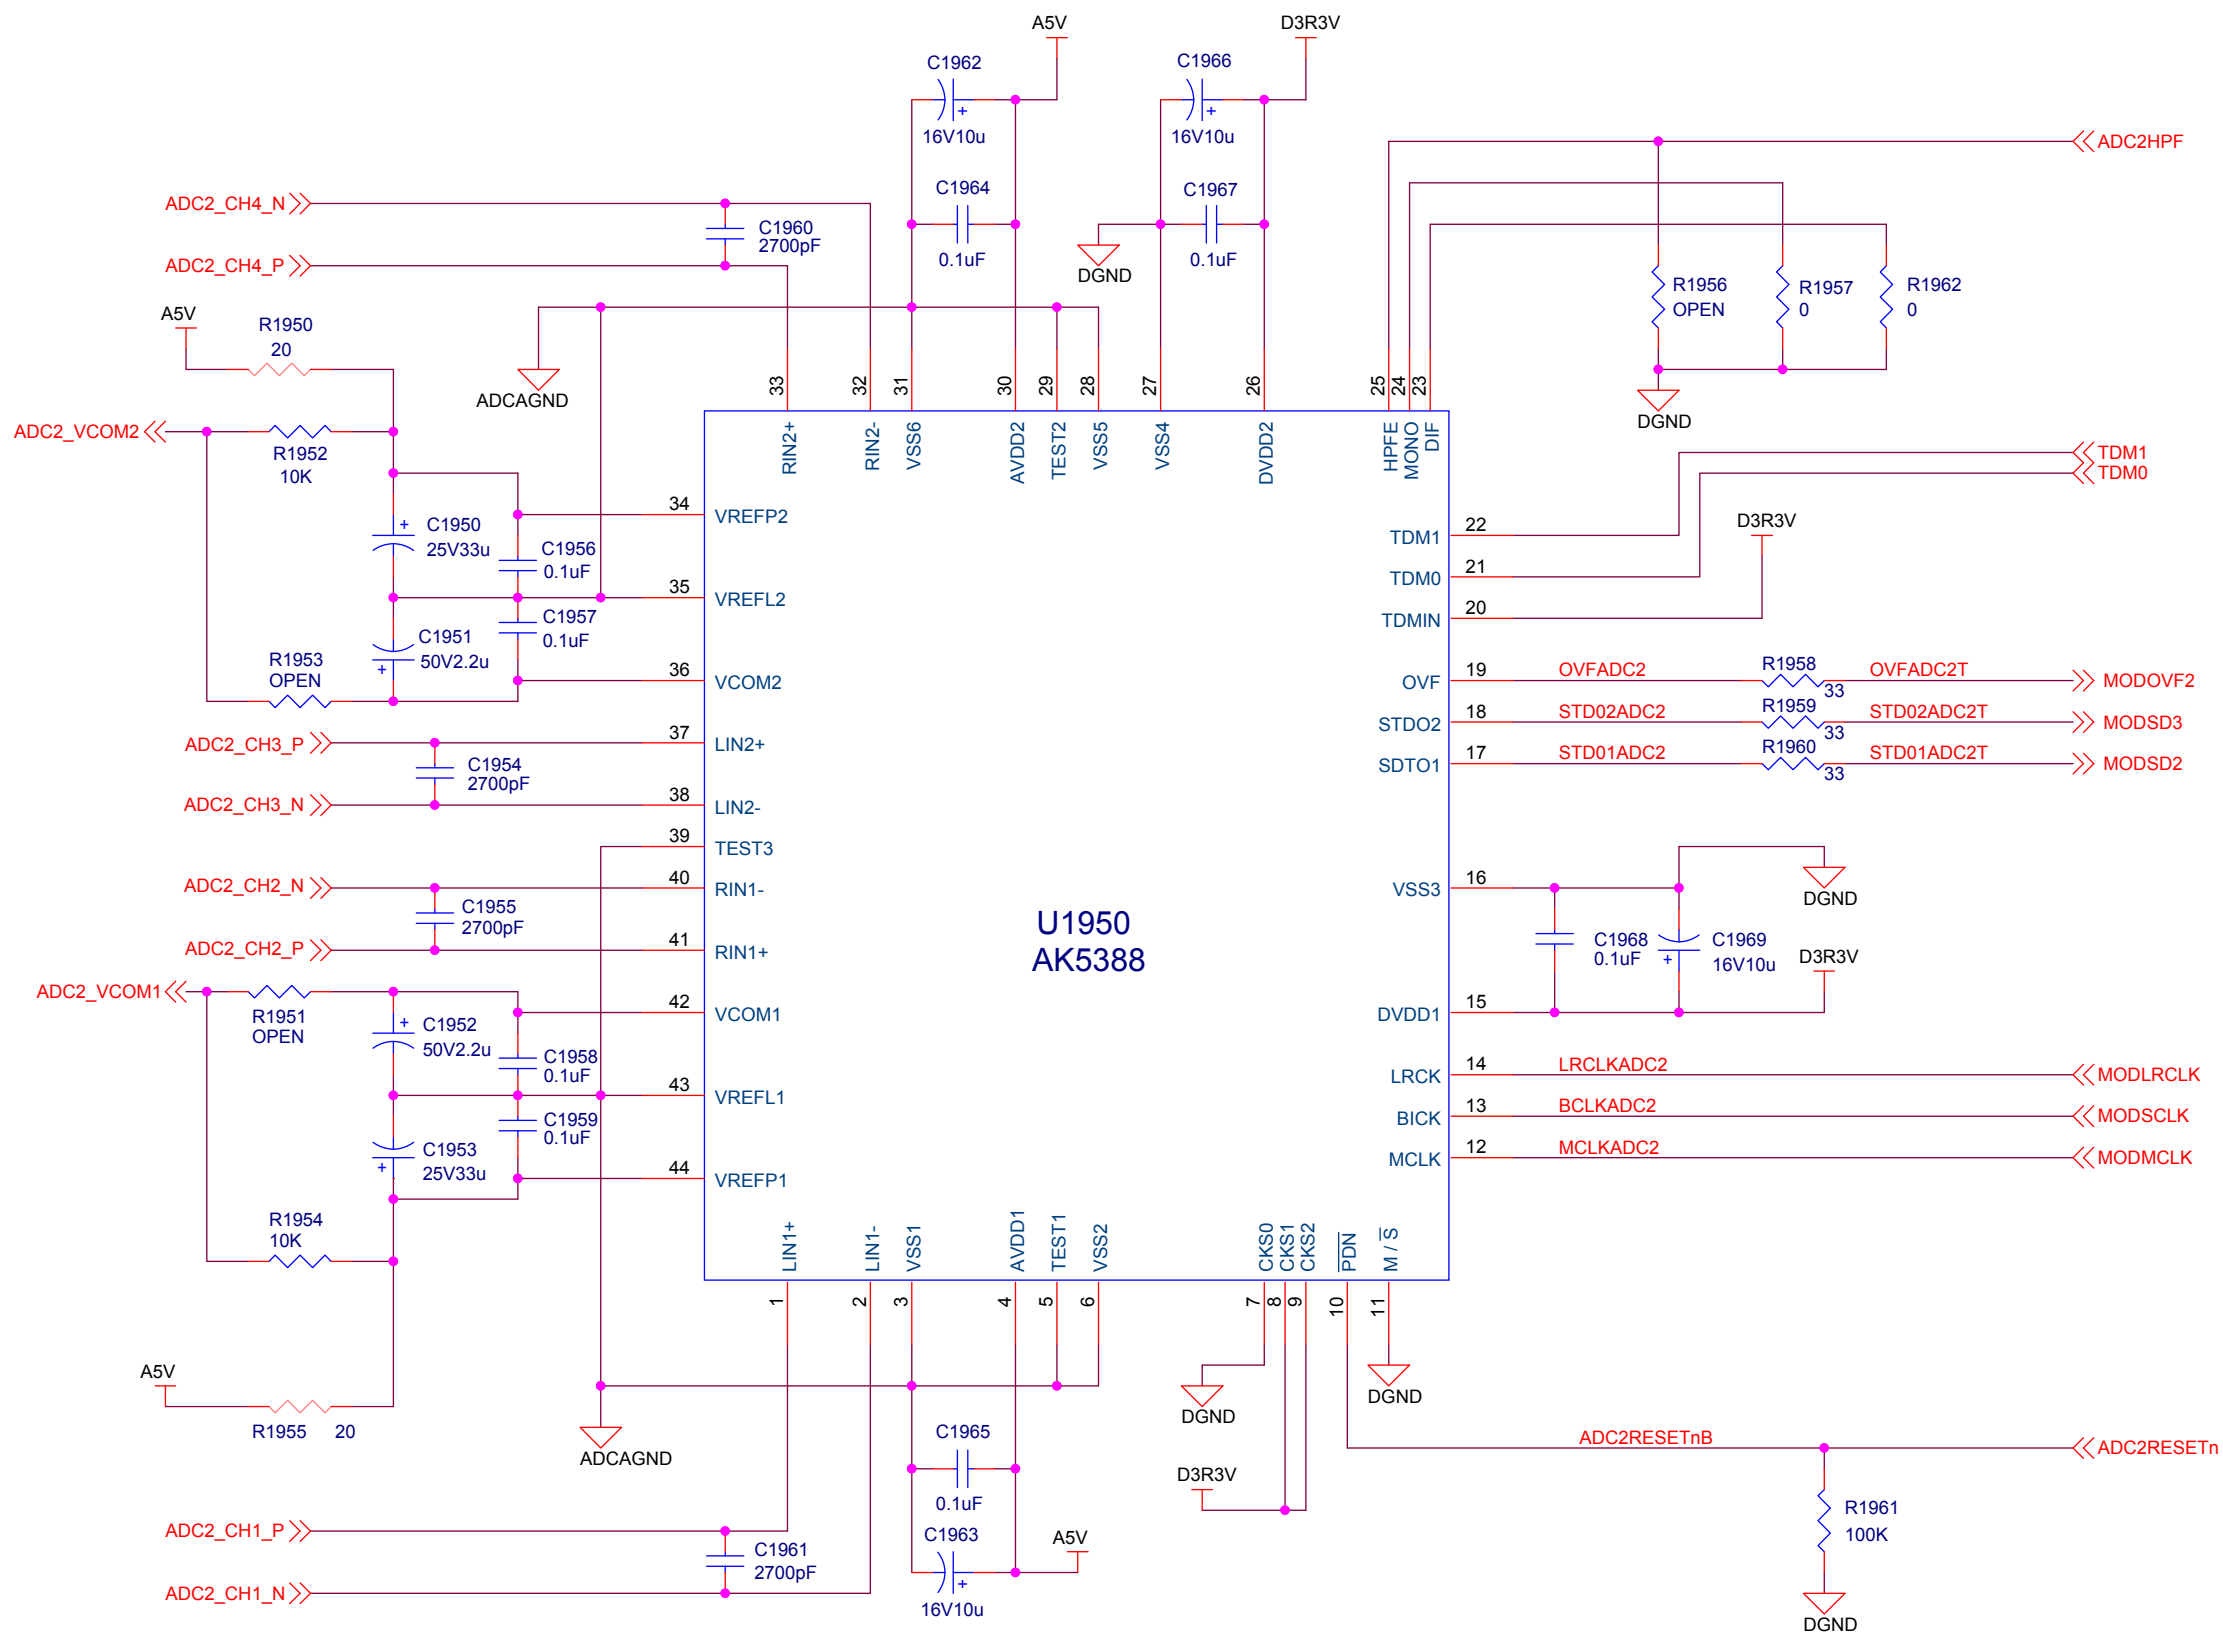 A5V
D3R3V
C1962
16V10u
C1966
16V10u
ADC2HPF
C1964
0.1uF
C1967
0.1uF
DGND
ADC2_CH4_N
C1960
2700pF
ADC2_CH4_P
R1956
OPEN
R1957
0
R1962
0
DGND
A5V
R1950
20
ADCAGND
33
32
31
30
29
28
27
26
25
24
23
RIN2+
RIN2-
VSS6
AVDD2
TEST2
VSS5
VSS4
DVDD2
HPFE
MONO
DIF
ADC2_VCOM2
R1952
10K
TDM1
TDM0
34
VREFP2
C1950
25V33u
+
C1956
0.1uF
35
VREFL2
C1957
0.1uF
C1951
50V2.2u
+
R1953
OPEN
36
VCOM2
TDM1
22
D3R3V
TDM0
21
TDMIN
20
OVF
19
OVFADC2
R1958
33
OVFADC2T
MODOVF2
STDO2
18
STD02ADC2
R1959
33
STD02ADC2T
MODSD3
SDTO1
17
STD01ADC2
R1960
33
STD01ADC2T
MODSD2
ADC2_CH3_P
37
LIN2+
C1954
2700pF
ADC2_CH3_N
38
LIN2-
39
TEST3
ADC2_CH2_N
40
RIN1-
C1955
2700pF
ADC2_CH2_P
41
RIN1+
U1950
AK5388
VSS3
16
DGND
C1968
0.1uF
C1969
16V10u
+
D3R3V
DVDD1
15
ADC2_VCOM1
R1951
OPEN
42
VCOM1
C1952
50V2.2u
+
C1958
0.1uF
43
VREFL1
C1959
0.1uF
C1953
25V33u
+
44
VREFP1
R1954
10K
LRCK
14
LRCLKADC2
MODLRCLK
BICK
13
BCLKADC2
MODSCLK
MCLK
12
MCLKADC2
MODMCLK
LIN1+
LIN1-
VSS1
AVDD1
TEST1
VSS2
CKS0
CKS1
CKS2
PDN
M / S
1
2
3
4
5
6
7
8
9
10
11
A5V
R1955
20
ADCAGND
DGND
DGND
C1965
0.1uF
ADC2RESETnB
ADC2RESETn
D3R3V
R1961
100K
DGND
C1963
16V10u
+
A5V
ADC2_CH1_P
C1961
2700pF
ADC2_CH1_N
+
+